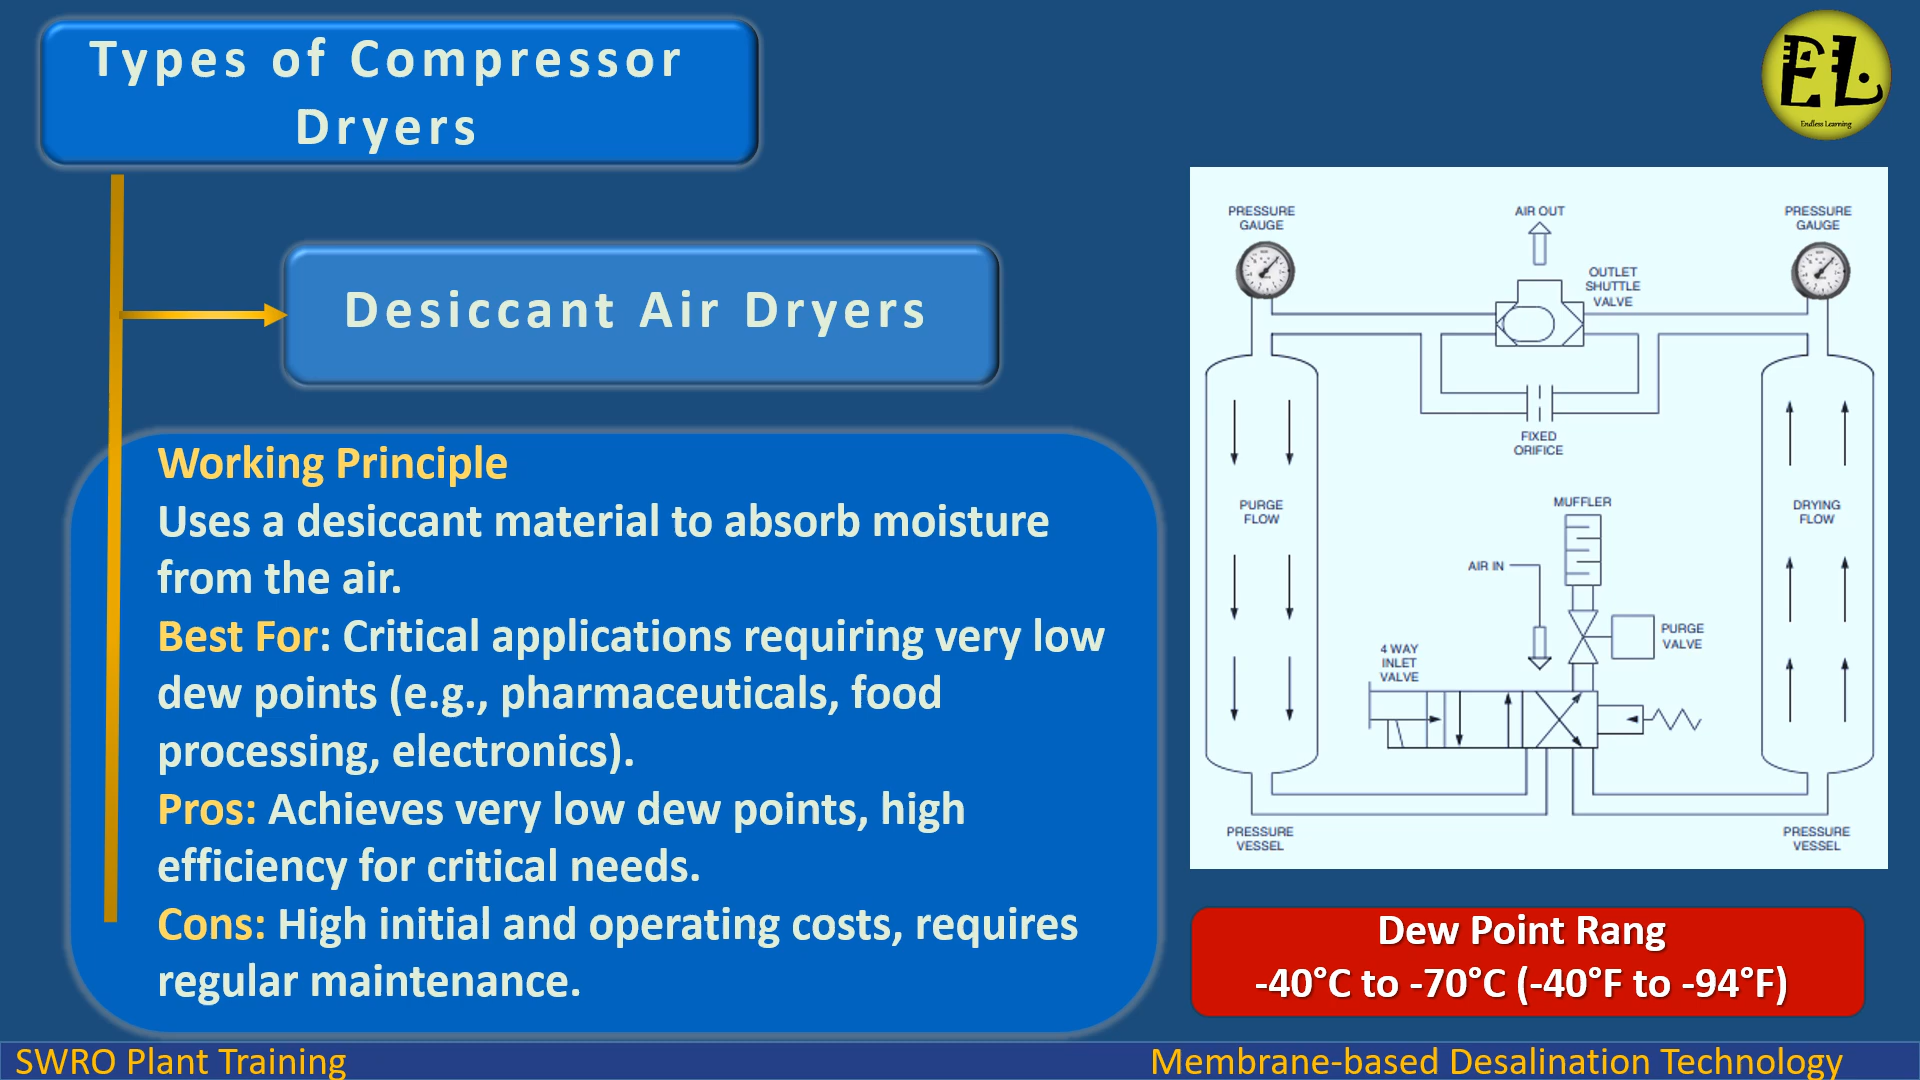 Types of Compressor
Dryers
EL
Endless Learning
Desiccant Air Dryers
Working Principle
Uses a desiccant material to absorb moisture
from the air.
Best For: Critical applications requiring very low
dew points (e.g., pharmaceuticals, food
processing, electronics).
Pros: Achieves very low dew points, high
efficiency for critical needs.
Cons: High initial and operating costs, requires
regular maintenance.
PRESSURE
GAUGE
AIR OUT
PRESSURE
GAUGE
OUTLET
SHUTTLE
VALVE
FIXED
ORIFICE
PURGE
FLOW
MUFFLER
DRYING
FLOW
AIR IN
PURGE
VALVE
4 WAY
INLET
VALVE
PRESSURE
VESSEL
PRESSURE
VESSEL
Dew Point Rang
-40°C to -70°C (-40°F to -94°F)
SWRO Plant Training
Membrane-based Desalination Technology